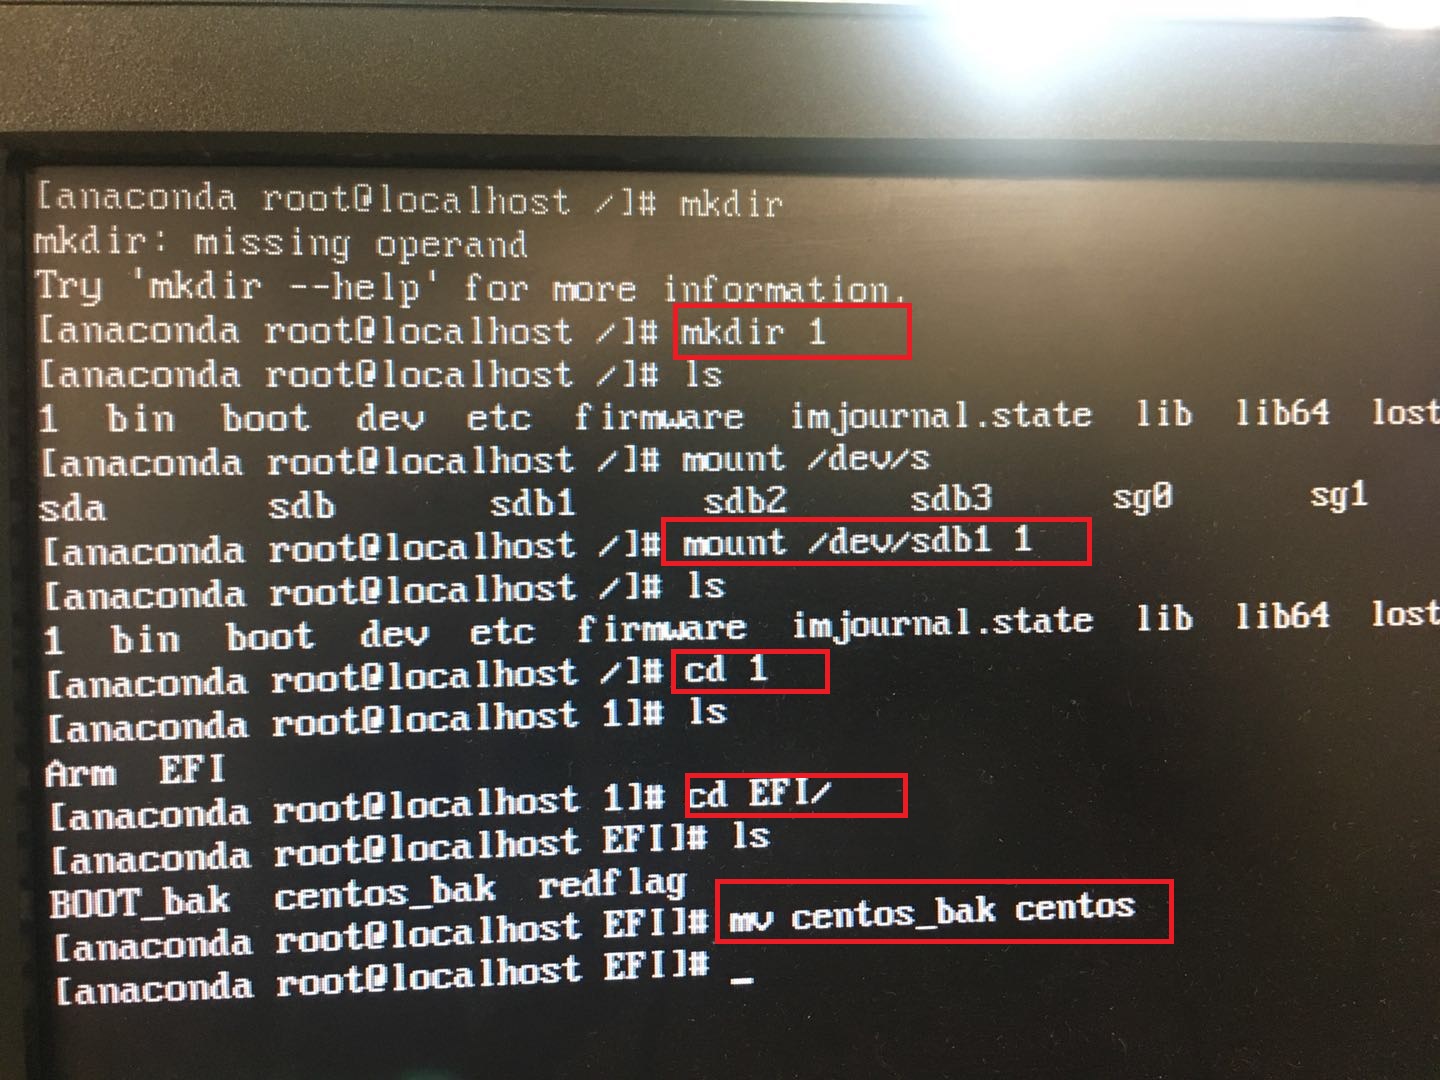 [anaconda root@localhost /]# mkdir
mkdir: missing operand
Try 'mkdir --help' for more information.
[anaconda root@localhost /]# mkdir 1
[anaconda root@localhost /]# ls
1 bin boot dev etc firmware imjournal.state lib lib64 lost
[anaconda root@localhost /]# mount /dev/s
sda sdb sdb1 sdb2 sdb3 sg0 sg1
[anaconda root@localhost /]# mount /dev/sdb1 1
[anaconda root@localhost /]# ls
1 bin boot dev etc firmware imjournal.state lib lib64 lost
[anaconda root@localhost /]# cd 1
[anaconda root@localhost 1]# ls
Arm EFI
[anaconda root@localhost 1]# cd EFI/
[anaconda root@localhost EFI]# ls
BOOT_bak centos_bak redflag
[anaconda root@localhost EFI]# mv centos_bak centos
[anaconda root@localhost EFI]# _